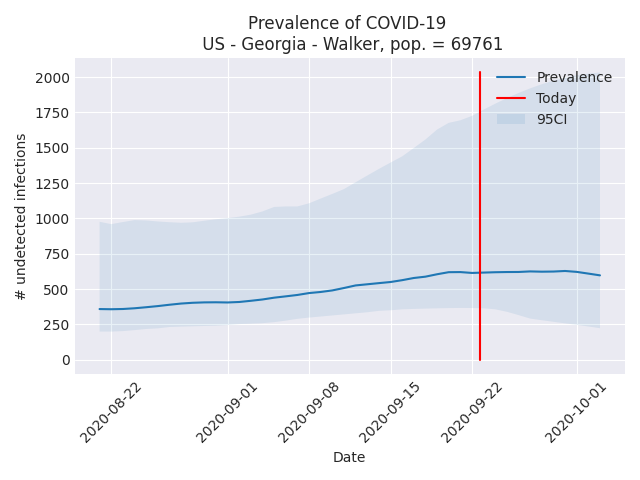 Prevalence of COVID-19
US - Georgia - Walker, pop. = 69761
Prevalence
Today
95CI
2000
1750
1500
1250
1000
750
500
250
0
# undetected infections
2020-08-22
2020-09-01
2020-09-08
2020-09-15
2020-09-22
2020-10-01
Date